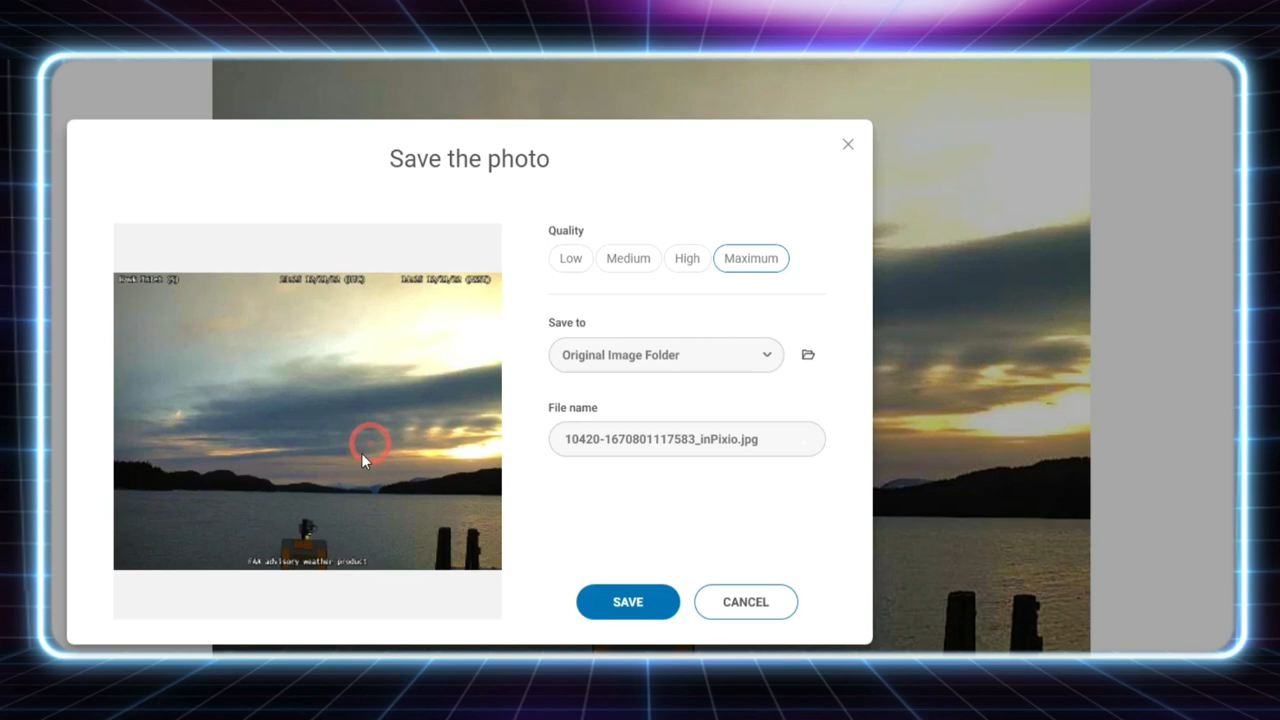 Save the photo
Quality
Low Medium High Maximum
Save to
Original Image Folder
File name
10420-1670801117583_inPixio.jpg
FAA advisory weather product
SAVE CANCEL